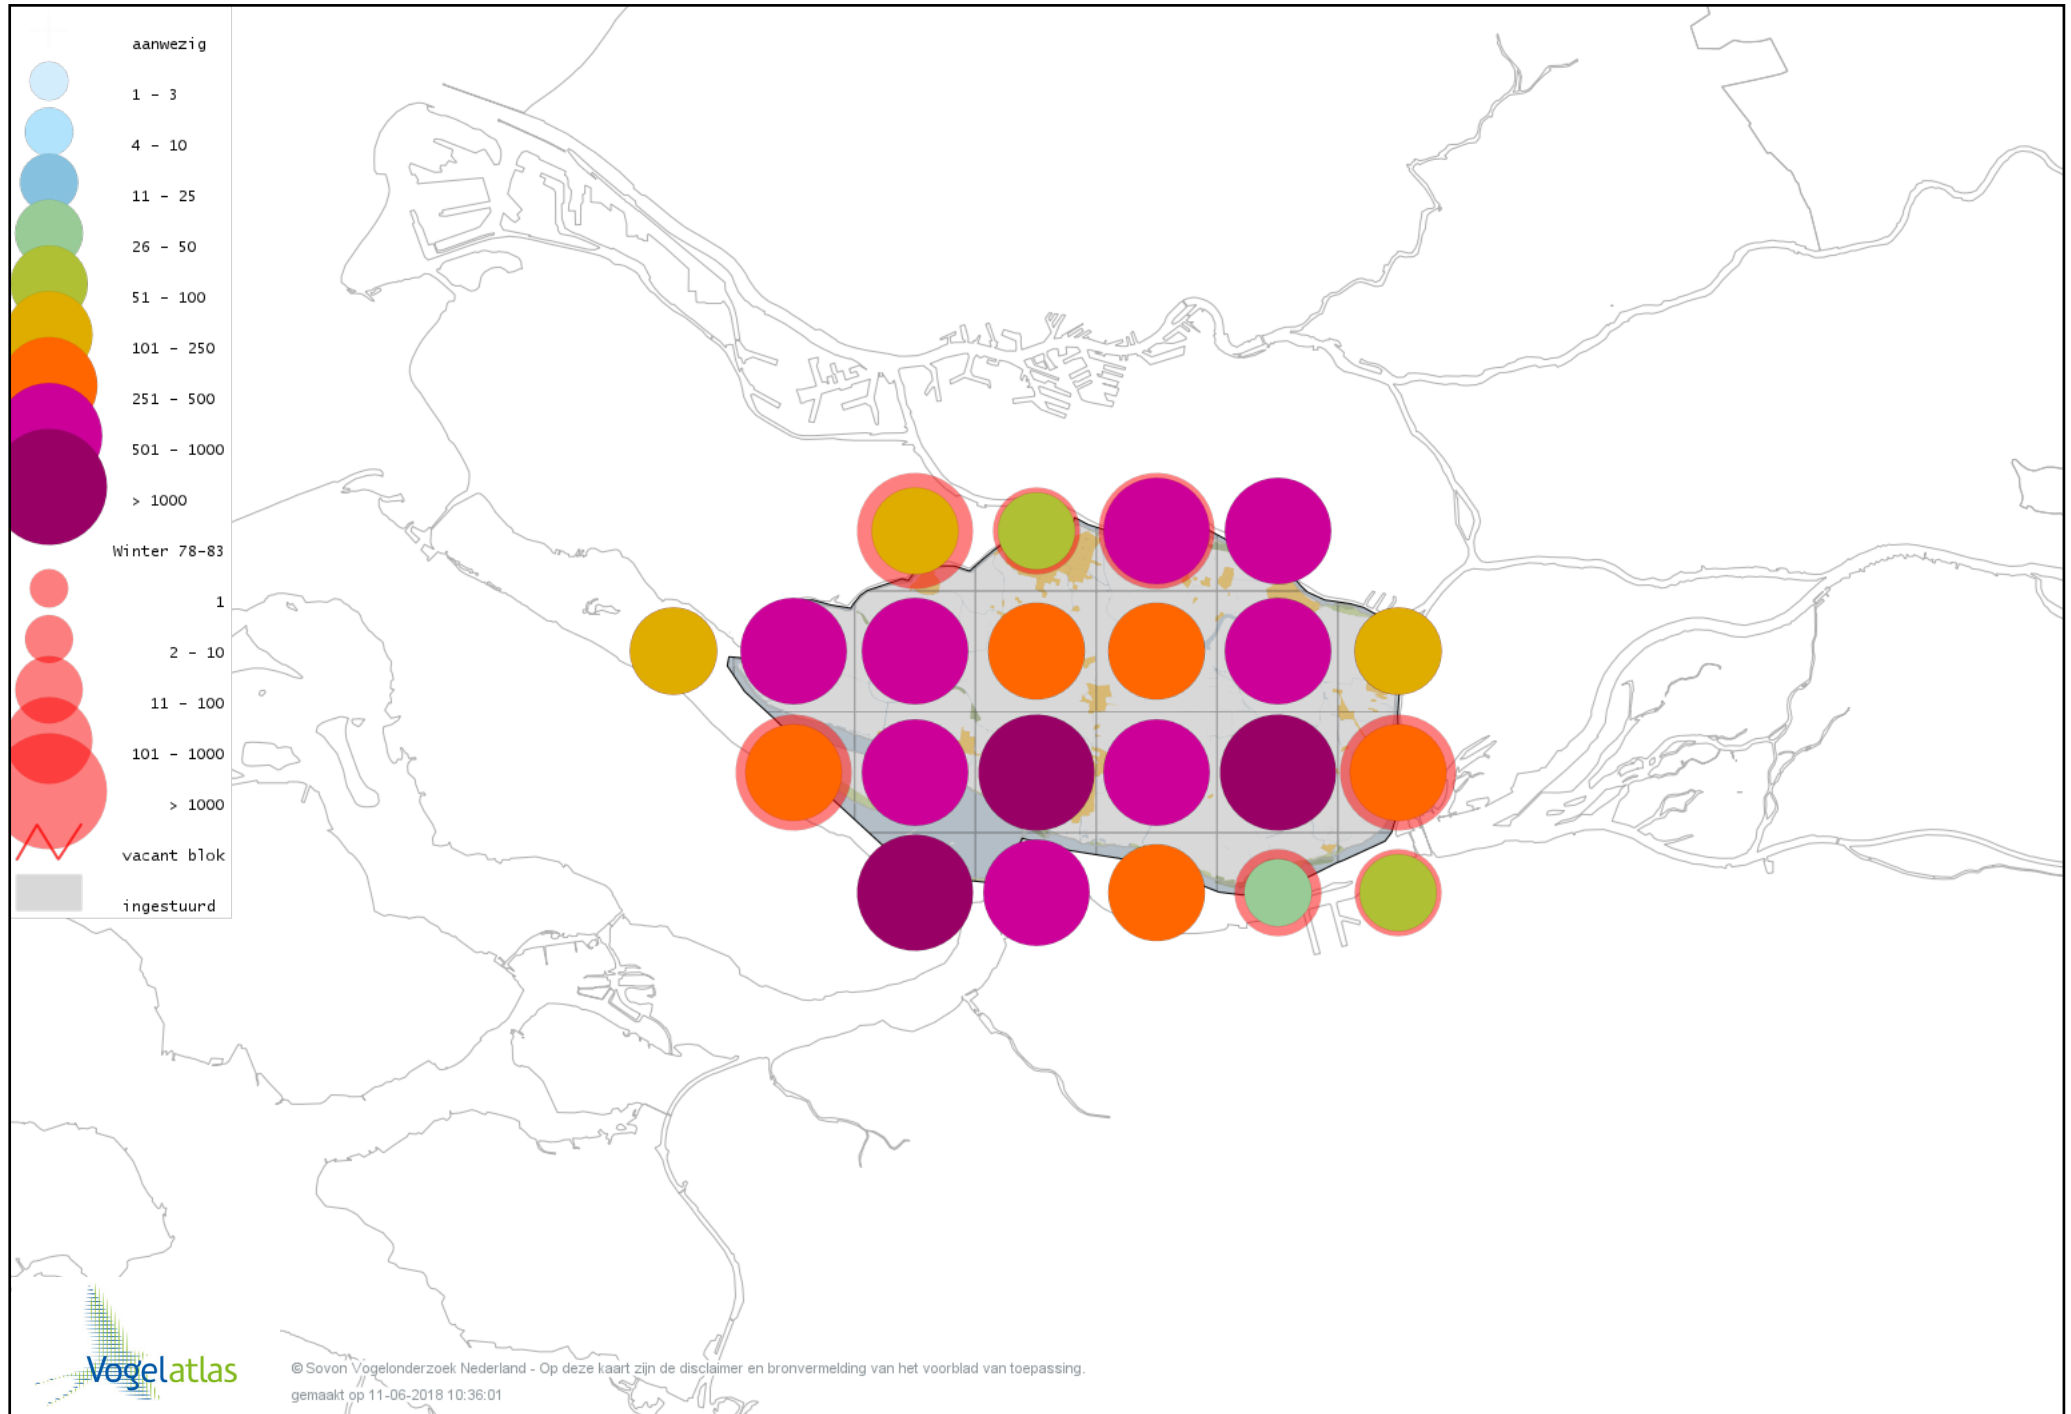 aanwezig
1 – 3
4 – 10
11 – 25
26 – 50
51 – 100
101 – 250
251 – 500
501 – 1000
> 1000
Winter 78-83
1
2 – 10
11 – 100
101 – 1000
> 1000
vacant blok
ingestuurd
Vogelatlas
© Sovon Vogelonderzoek Nederland - Op deze kaart zijn de disclaimer en bronvermelding van het voorblad van toepassing.
gemaakt op 11-06-2018 10:36:01